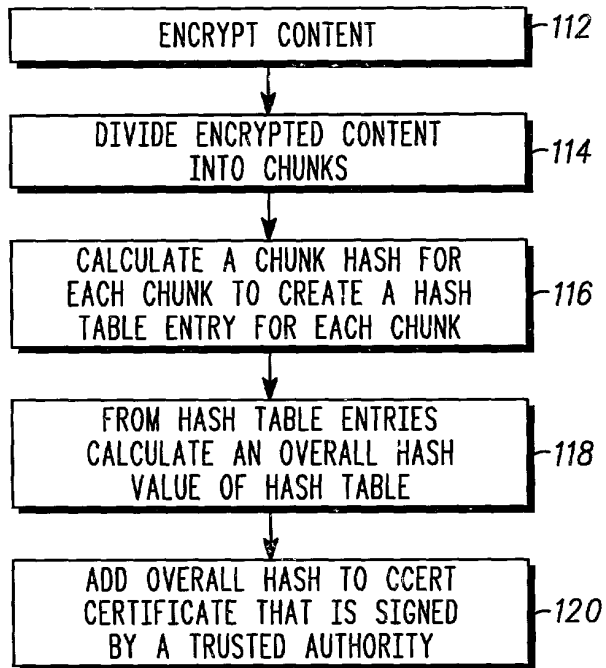 ENCRYPT CONTENT
112
DIVIDE ENCRYPTED CONTENT
INTO CHUNKS
114
CALCULATE A CHUNK HASH FOR
EACH CHUNK TO CREATE A HASH
TABLE ENTRY FOR EACH CHUNK
116
FROM HASH TABLE ENTRIES
CALCULATE AN OVERALL HASH
VALUE OF HASH TABLE
118
ADD OVERALL HASH TO CCERT
CERTIFICATE THAT IS SIGNED
BY A TRUSTED AUTHORITY
120